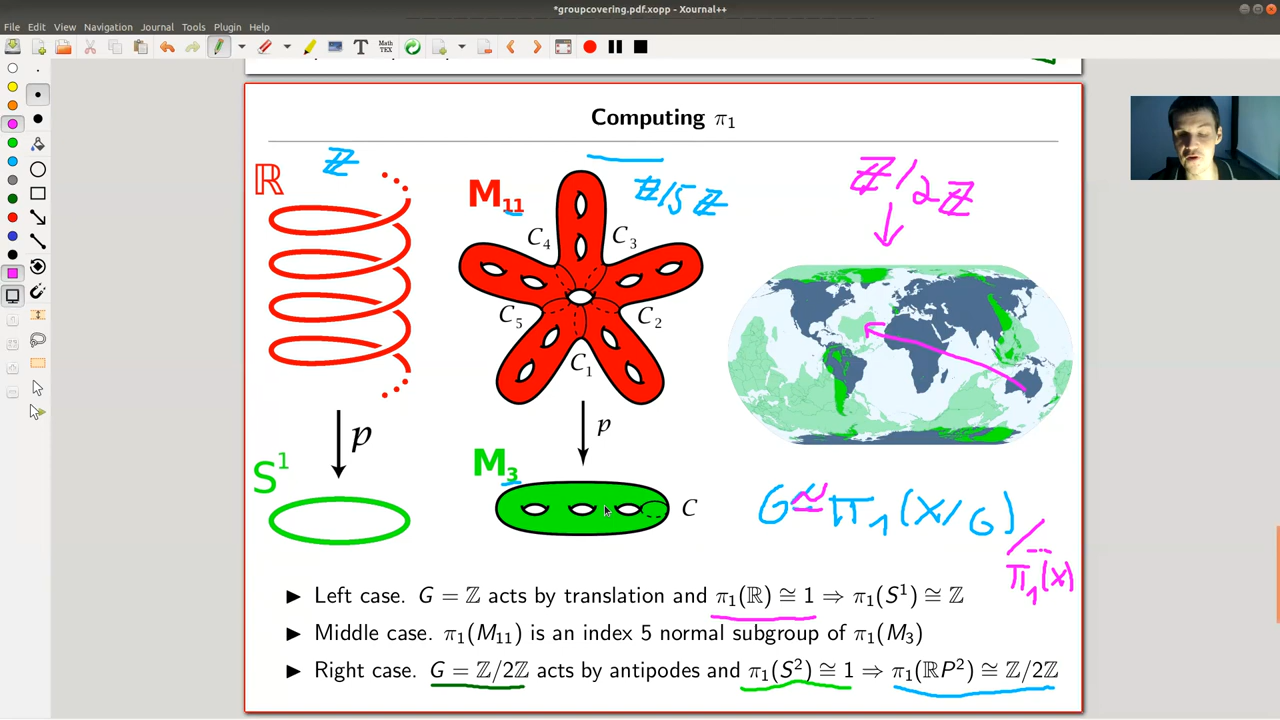 *groupcovering.pdf.xopp - Xournal++
File Edit View Navigation Journal Tools Plugin Help
Math TEX
Computing π₁
ℝ
ℤ
M₁₁
ℤ/5ℤ
ℤ/2ℤ
C₄
C₃
C₅
C₂
C₁
p
p
S¹
M₃
C
G ≅ π₁(X/G) / ... π₁(X)
▶ Left case. G = ℤ acts by translation and π₁(ℝ) ≅ 1 ⇒ π₁(S¹) ≅ ℤ
▶ Middle case. π₁(M₁₁) is an index 5 normal subgroup of π₁(M₃)
▶ Right case. G = ℤ/2ℤ acts by antipodes and π₁(S²) ≅ 1 ⇒ π₁(ℝP²) ≅ ℤ/2ℤ